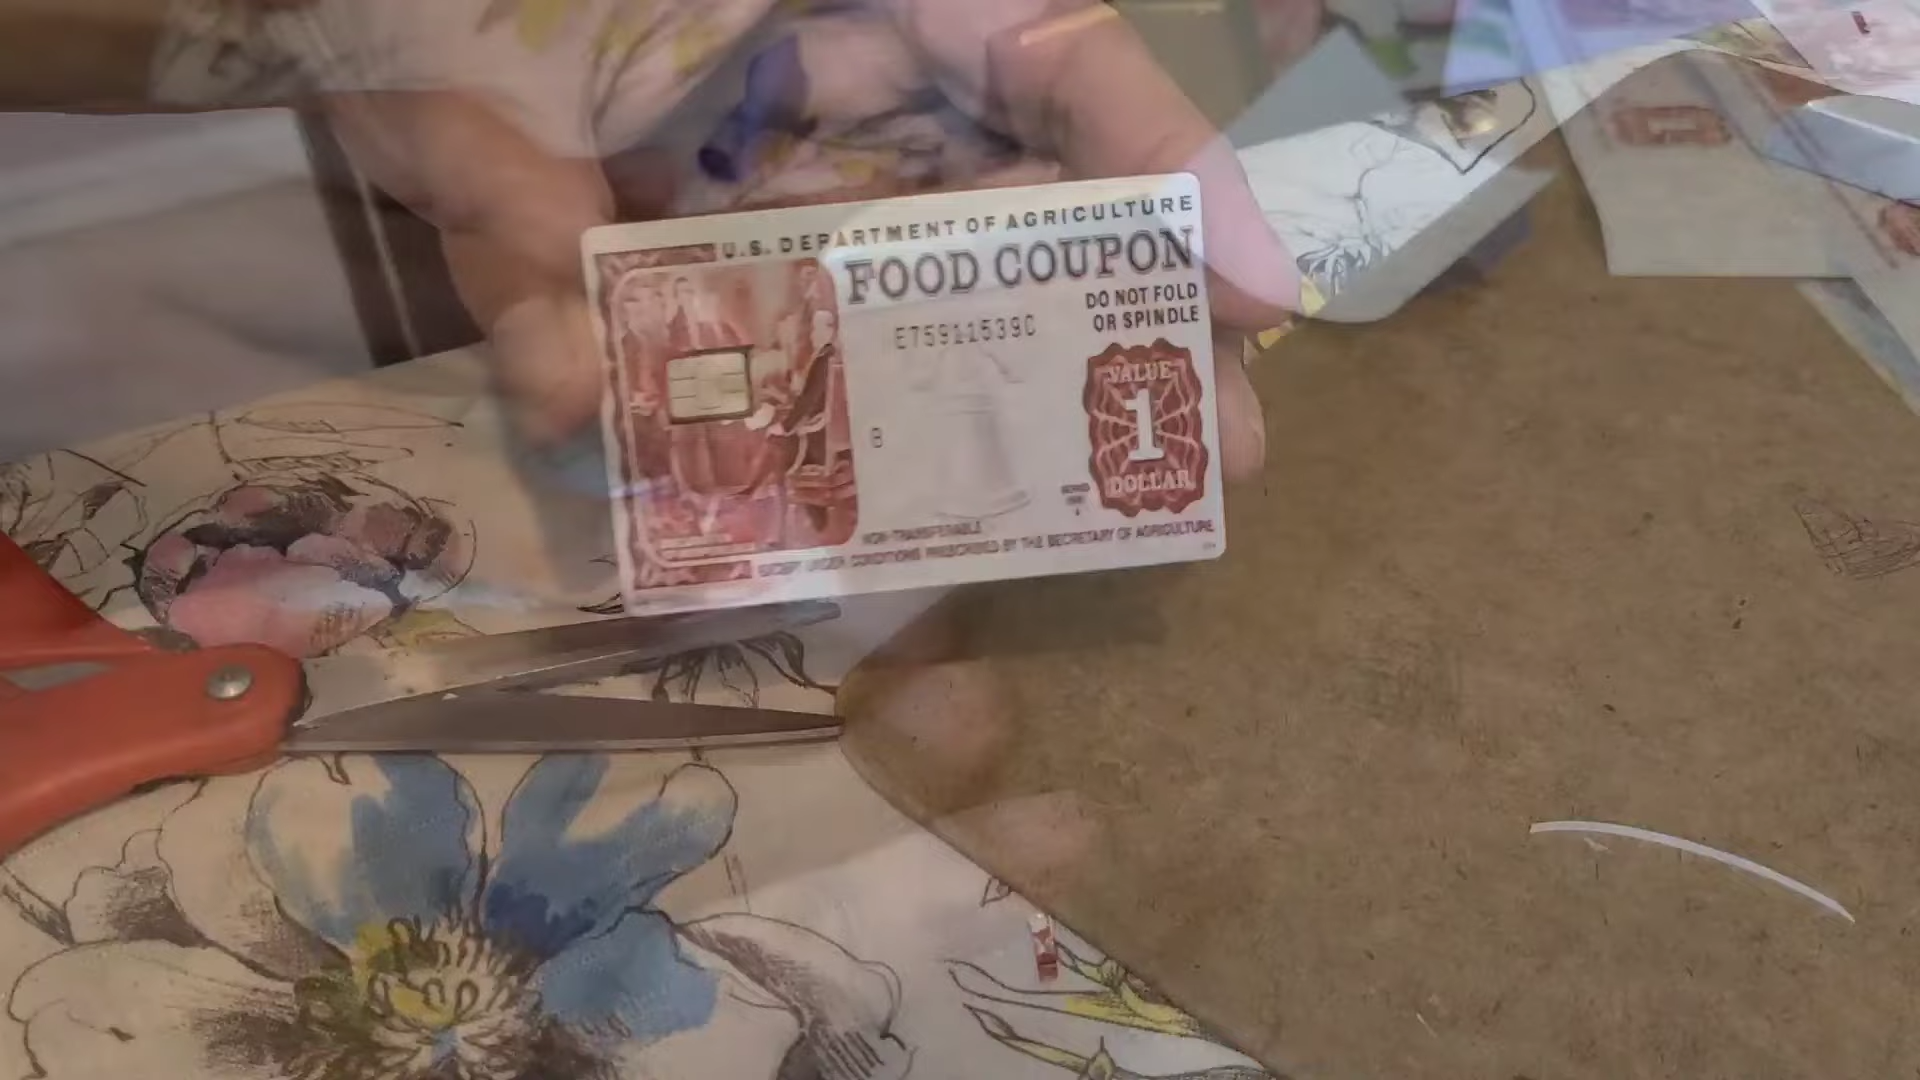 U.S. DEPARTMENT OF AGRICULTURE
FOOD COUPON
DO NOT FOLD
OR SPINDLE
E75911539C
VALUE
1
DOLLAR
B
NON-TRANSFERABLE
EXCEPT UNDER CONDITIONS PRESCRIBED BY THE SECRETARY OF AGRICULTURE